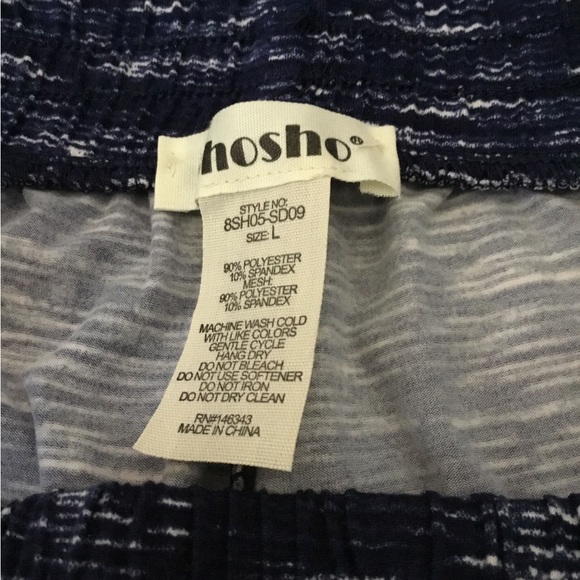 hosho®
STYLE NO:
8SH05-SD09
SIZE: L
90% POLYESTER
10% SPANDEX
MESH:
90% POLYESTER
10% SPANDEX
MACHINE WASH COLD
WITH LIKE COLORS
GENTLE CYCLE
HANG DRY
DO NOT BLEACH
DO NOT USE SOFTENER
DO NOT IRON
DO NOT DRY CLEAN
RN#146343
MADE IN CHINA